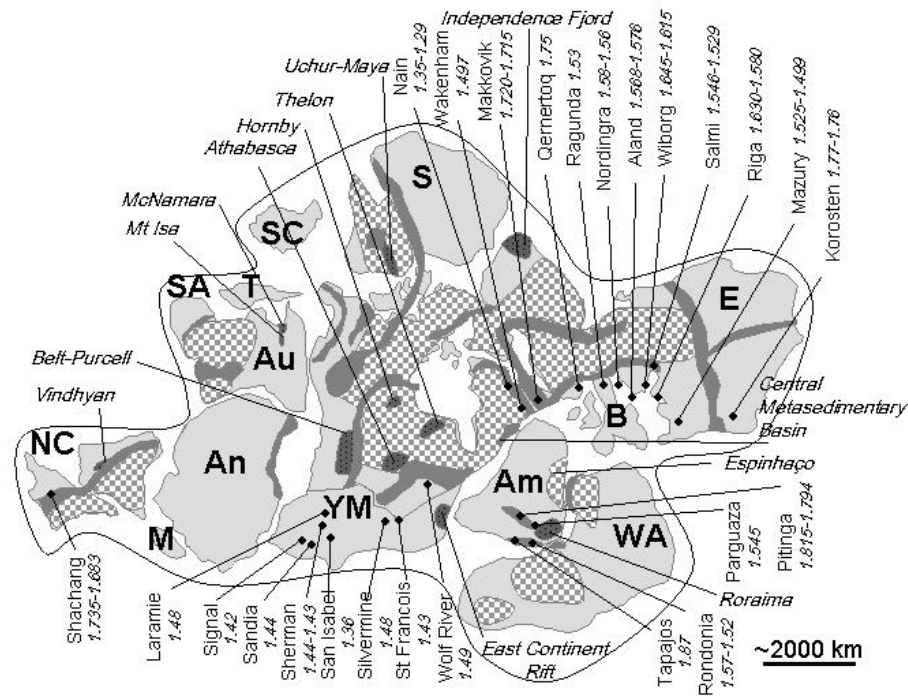 Independence Fjord
Uchur-Maya
Thelon
Hornby
Athabasca
McNamara
Mt Isa
Belt-Purcell
Vindhyan
Nain
1.35-1.29
Wakenham
1.497
Makkovik
1.720-1.715
Qernertoq 1.75
Ragunda 1.53
Nordingra 1.58-1.56
Aland 1.568-1.576
Wiborg 1.645-1.615
Salmi 1.546-1.529
Riga 1.630-1.580
Mazury 1.525-1.499
Korosten 1.77-1.76
S
SC
SA
T
Au
E
B
NC
An
M
YM
Am
WA
Central
Metasedimentary
Basin
Espinhaço
Parguaza
1.545
Pitinga
1.815-1.794
Roraima
Shachang
1.735-1.683
Laramie
1.48
Signal
1.42
Sandia
1.44
Sherman
1.44-1.43
San Isabel
1.36
Silvermine
1.48
St Francois
1.43
Wolf River
1.49
East Continent
Rift
Tapajos
1.87
Rondonia
1.57-1.52
~2000 km